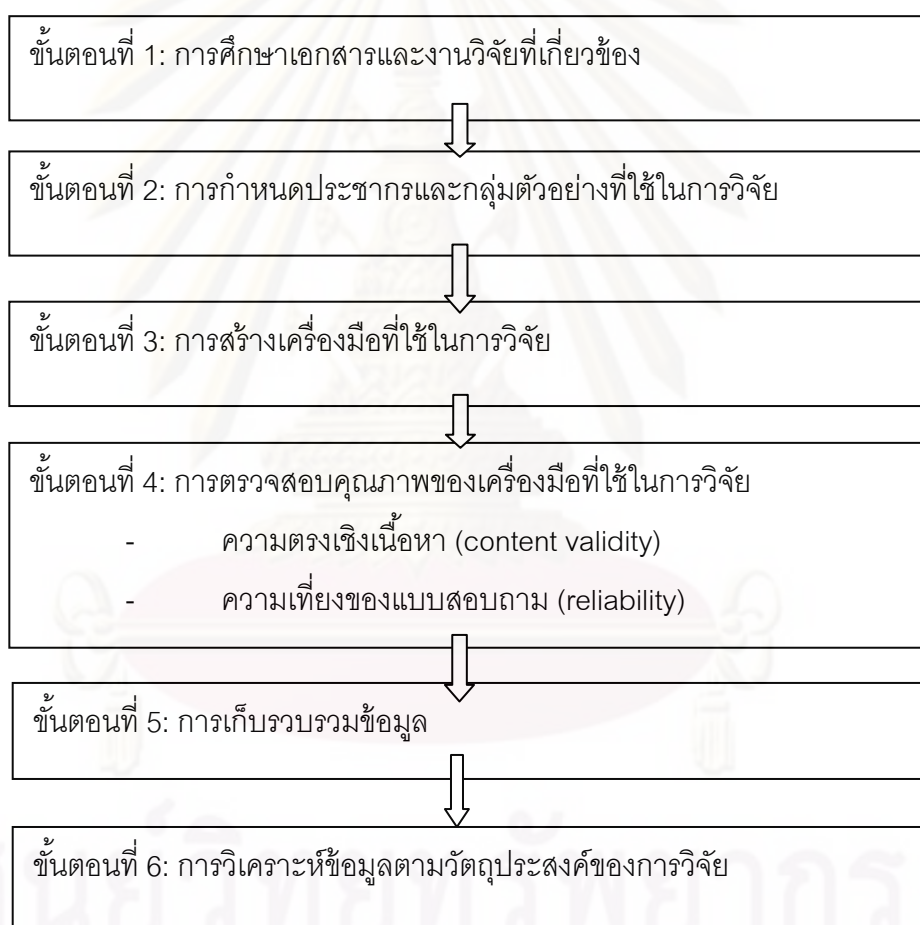 ขั้นตอนที่ 1: การศึกษาเอกสารและงานวิจัยที่เกี่ยวข้อง
ขั้นตอนที่ 2: การกำหนดประชากรและกลุ่มตัวอย่างที่ใช้ในการวิจัย
ขั้นตอนที่ 3: การสร้างเครื่องมือที่ใช้ในการวิจัย
ขั้นตอนที่ 4: การตรวจสอบคุณภาพของเครื่องมือที่ใช้ในการวิจัย
- ความตรงเชิงเนื้อหา (content validity)
- ความเที่ยงของแบบสอบถาม (reliability)
ขั้นตอนที่ 5: การเก็บรวบรวมข้อมูล
ขั้นตอนที่ 6: การวิเคราะห์ข้อมูลตามวัตถุประสงค์ของการวิจัย